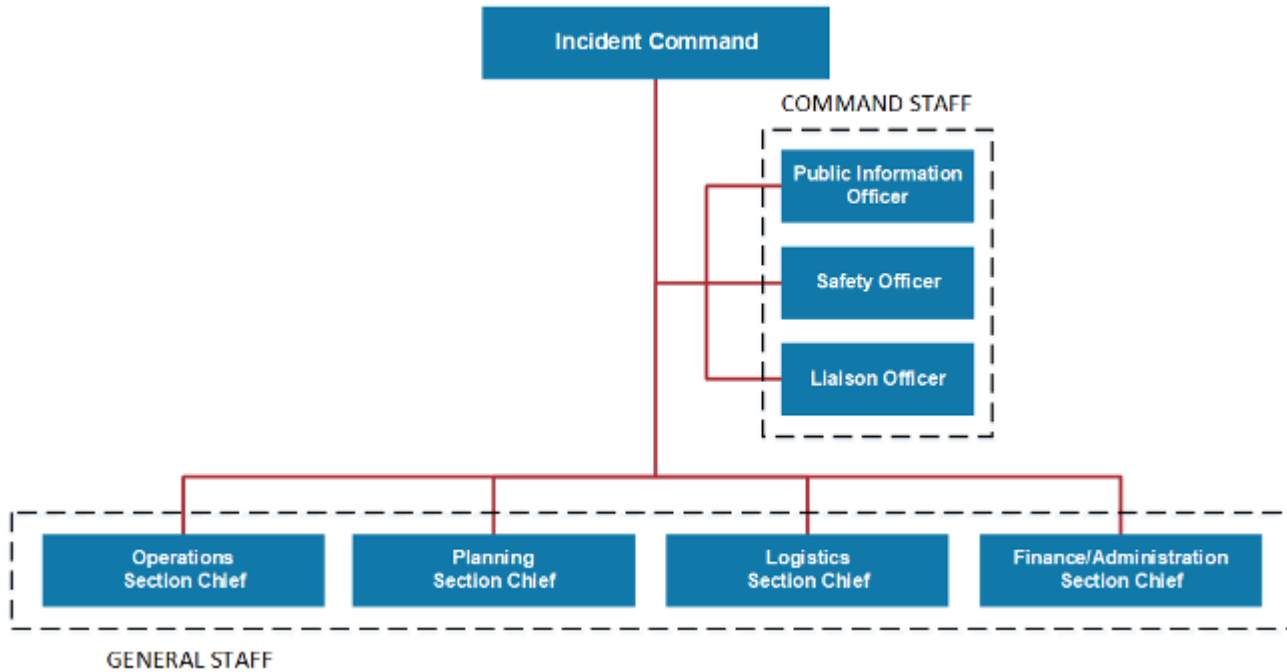 Incident Command
COMMAND STAFF
Public Information
Officer
Safety Officer
Liaison Officer
Operations
Section Chief
Planning
Section Chief
Logistics
Section Chief
Finance/Administration
Section Chief
GENERAL STAFF